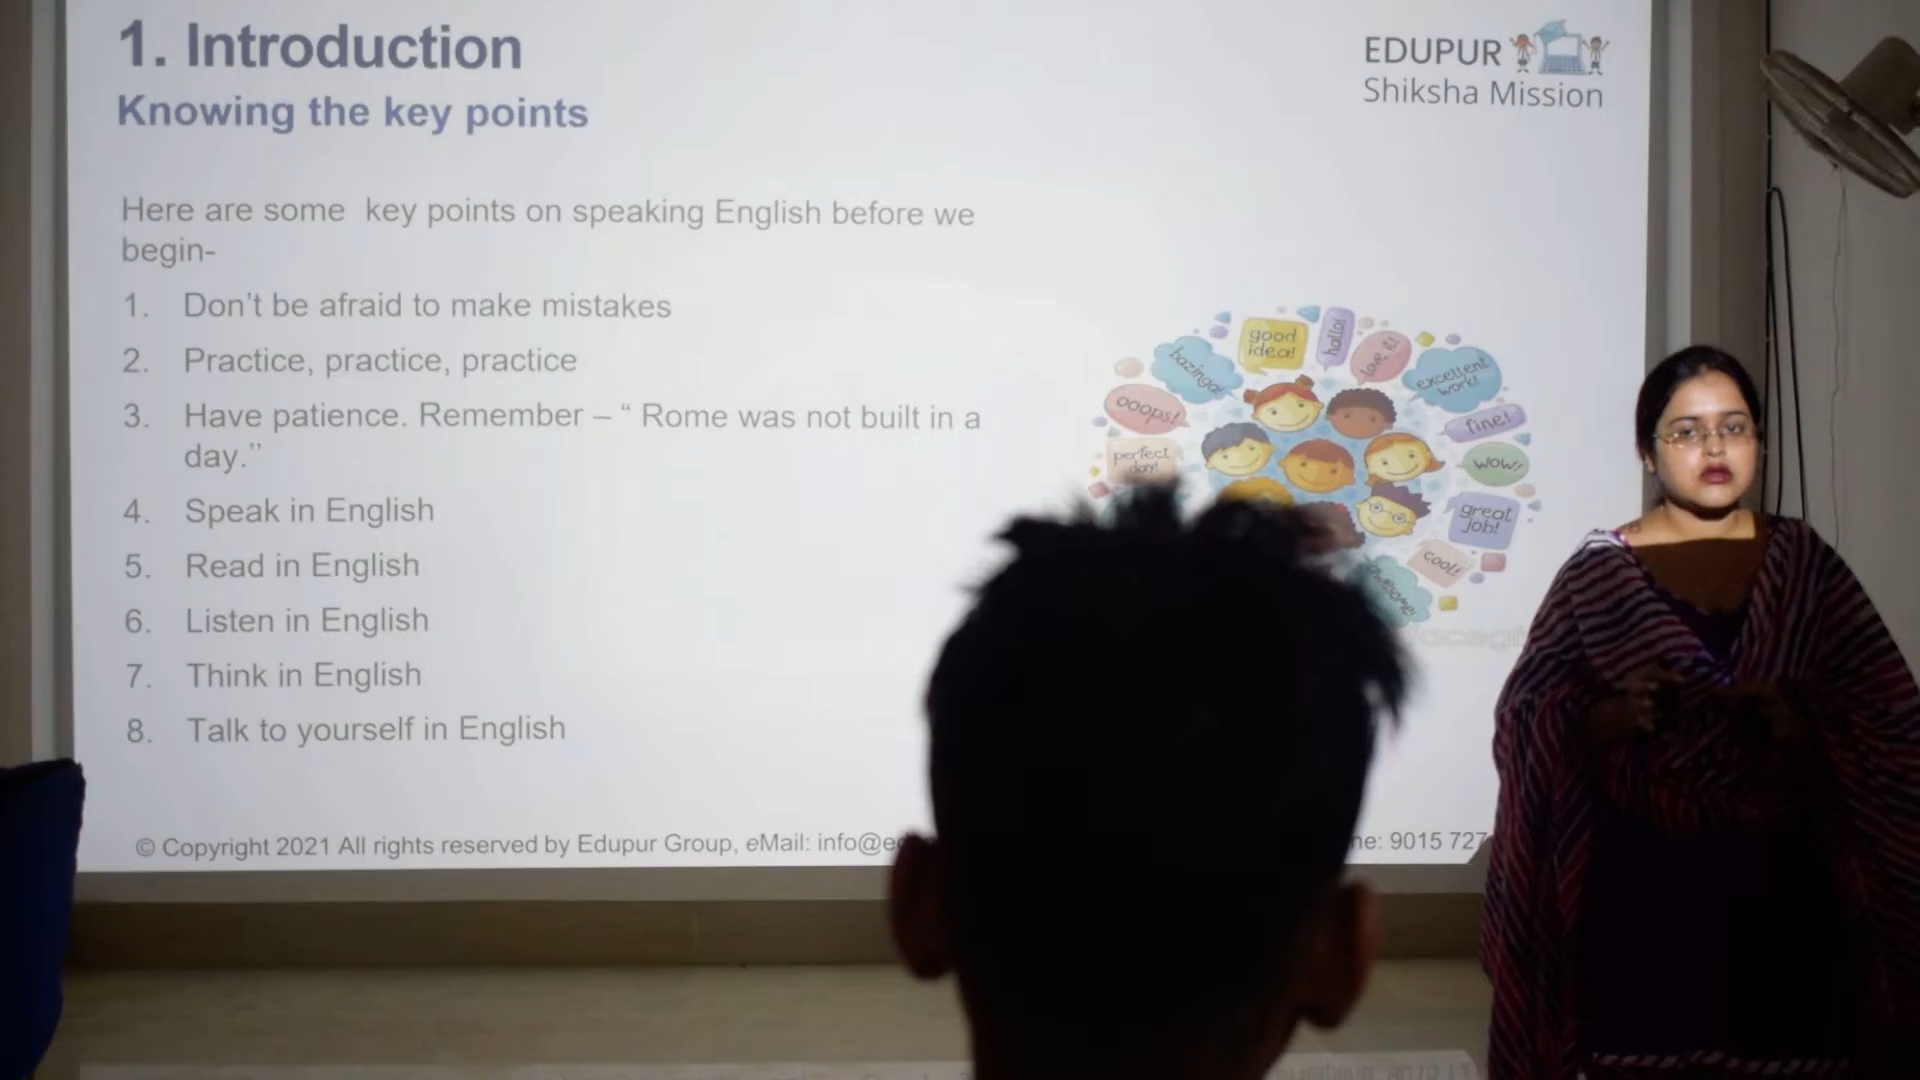 1. Introduction
Knowing the key points
EDUPUR
Shiksha Mission
Here are some key points on speaking English before we
begin-
1. Don't be afraid to make mistakes
2. Practice, practice, practice
3. Have patience. Remember – “ Rome was not built in a
day.”
4. Speak in English
5. Read in English
6. Listen in English
7. Think in English
8. Talk to yourself in English
good
idea!
hallo!
love it!
bazinga!
excellent
work!
ooops!
fine!
perfect
day!
wow!
great
job!
cool!
awesome!
© Copyright 2021 All rights reserved by Edupur Group, eMail: 9015 727